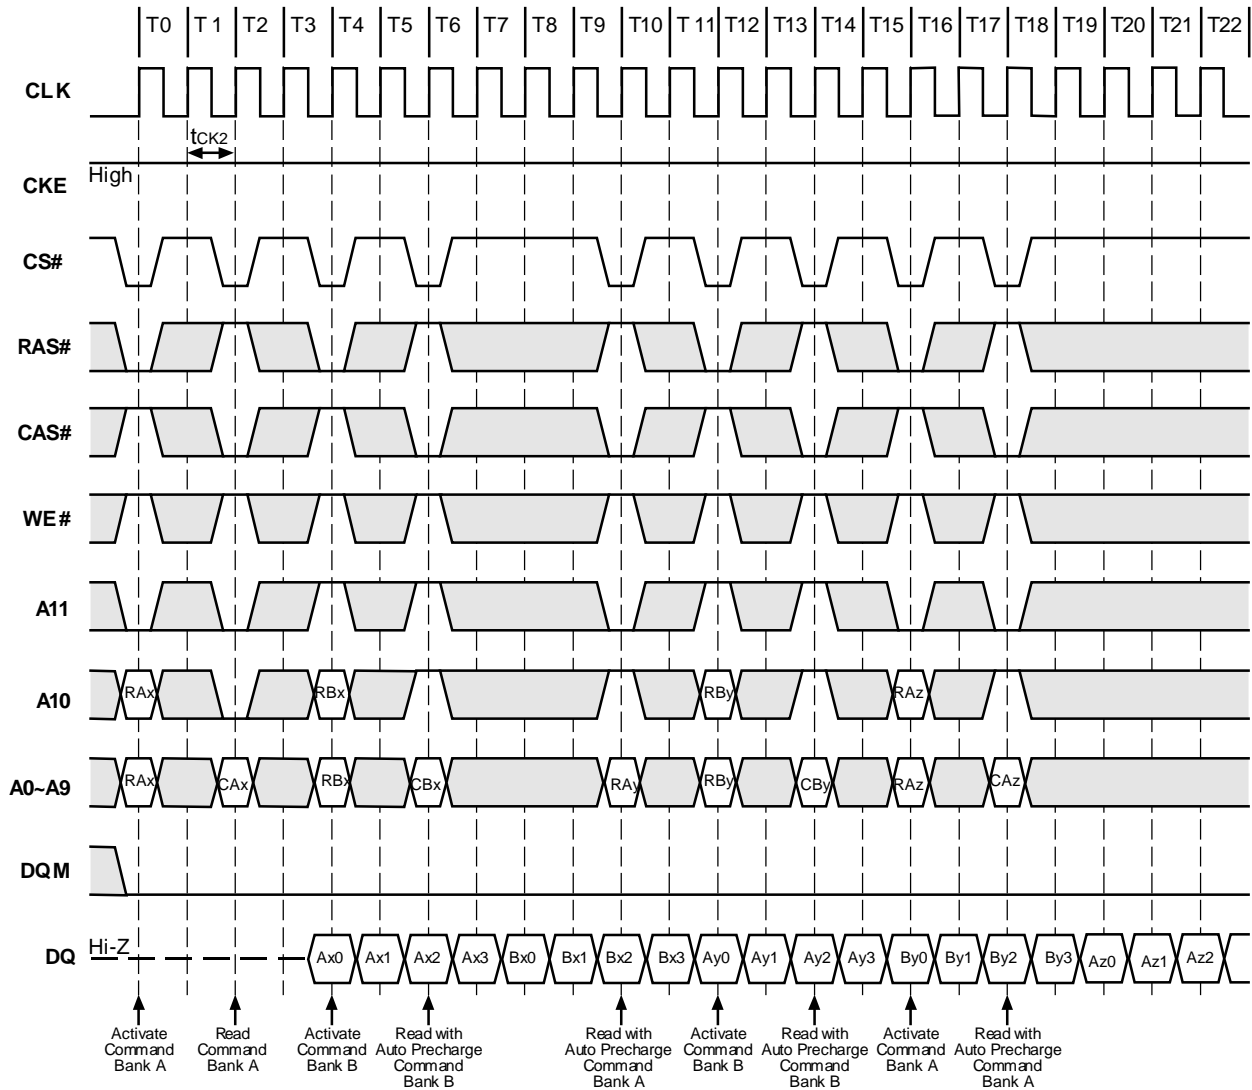 T0 T1 T2 T3 T4 T5 T6 T7 T8 T9 T10 T11 T12 T13 T14 T15 T16 T17 T18 T19 T20 T21 T22
CLK
tCK2
High
CKE
CS#
RAS#
CAS#
WE#
A11
A10 RAx RBx RBy RAz
A0~A9 RAx CAx RBx CBx RAy RBy CBy RAz CAz
DQM
Hi-Z
DQ Ax0 Ax1 Ax2 Ax3 Bx0 Bx1 Bx2 Bx3 Ay0 Ay1 Ay2 Ay3 By0 By1 By2 By3 Az0 Az1 Az2
Activate
Command
Bank A
Read
Command
Bank A
Activate
Command
Bank B
Read with
Auto Precharge
Command
Bank B
Read with
Auto Precharge
Command
Bank A
Activate
Command
Bank B
Read with
Auto Precharge
Command
Bank B
Activate
Command
Bank A
Read with
Auto Precharge
Command
Bank A